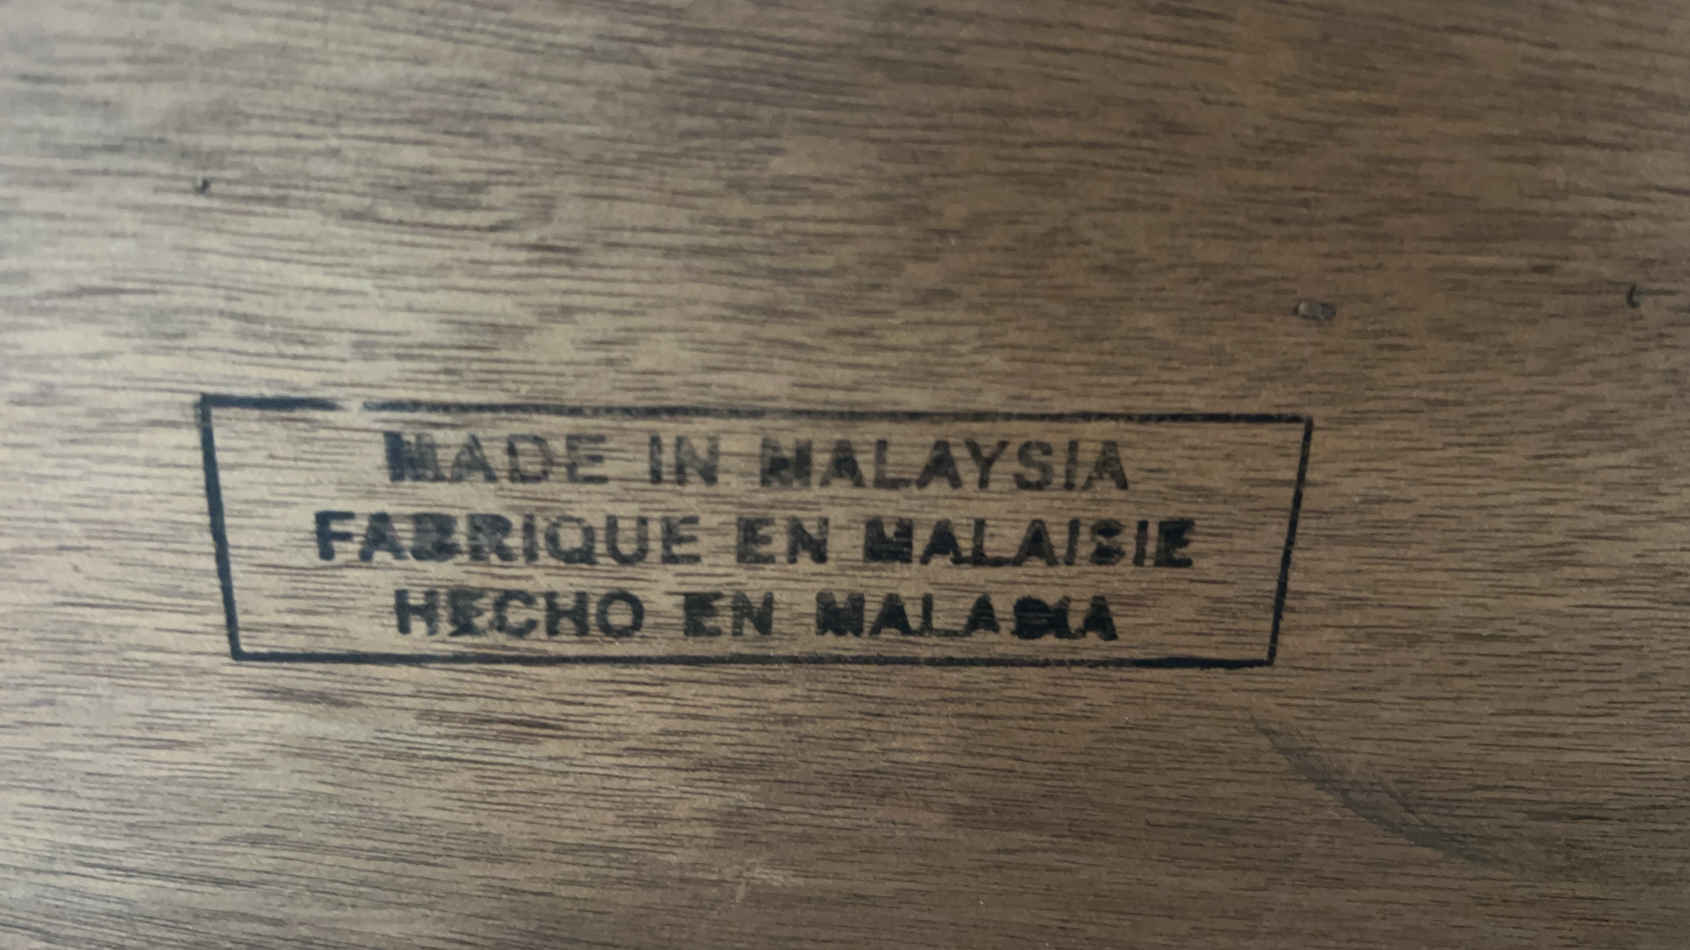 MADE IN MALAYSIA
FABRIQUE EN MALAISIE
HECHO EN MALASIA